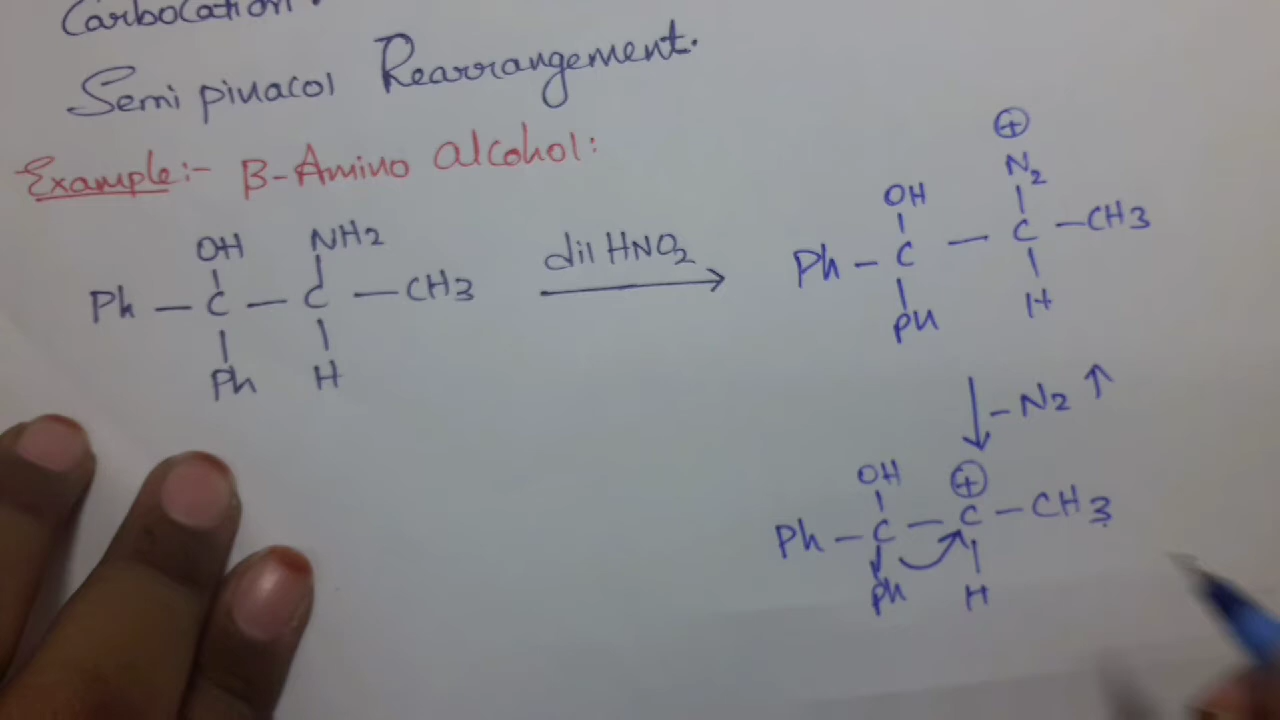 Carbocation.
Semi pinacol Rearrangement.
Example:- β-Amino alcohol:
OH NH2
Ph — C — C — CH3
Ph H
dil HNO2
⊕
OH N2
Ph — C — C — CH3
Ph H
- N2 ↑
OH ⊕
Ph — C — C — CH3
Ph H